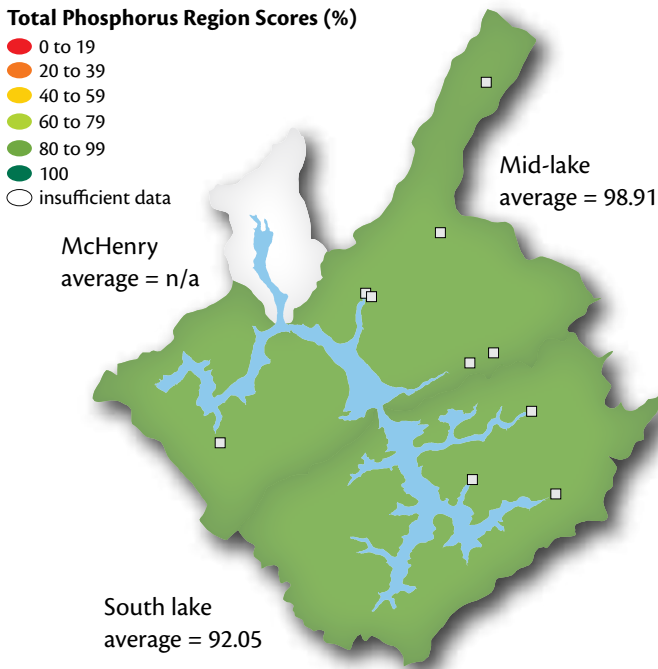 Total Phosphorus Region Scores (%)
0 to 19
20 to 39
40 to 59
60 to 79
80 to 99
100
insufficient data
Mid-lake
average = 98.91
McHenry
average = n/a
South lake
average = 92.05